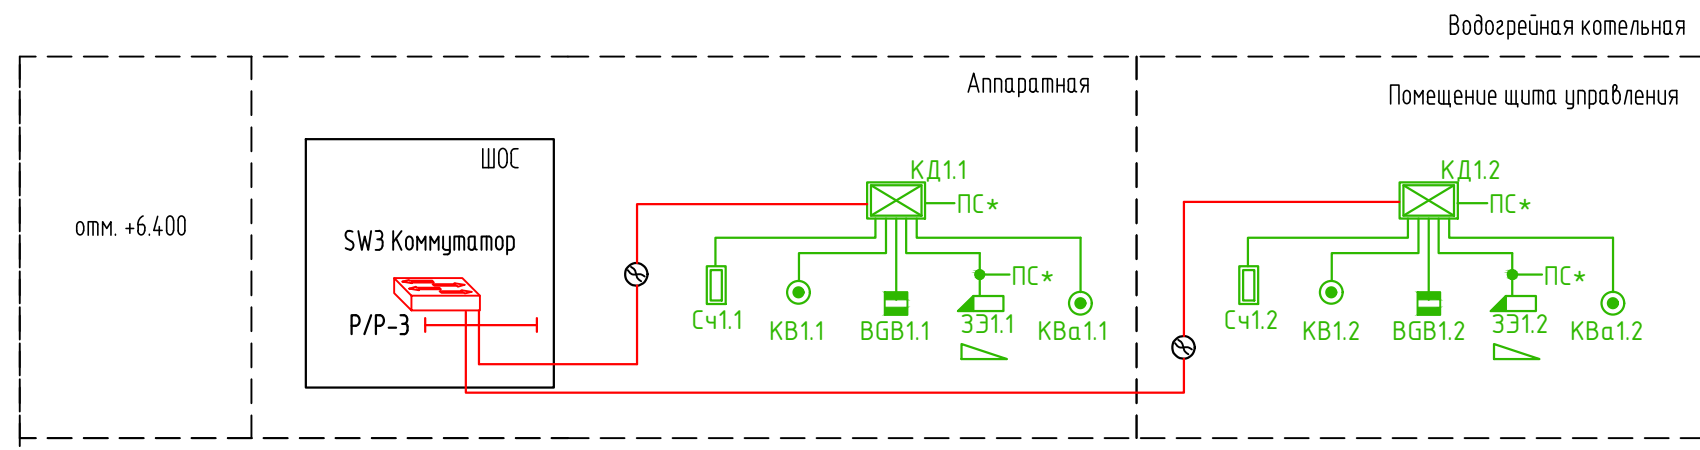 Водогрейная котельная
Аппаратная
Помещение щита управления
ШОС
КД1.1
КД1.2
ПС*
ПС*
отм. +6.400
SW3 Коммутатор
ПС*
ПС*
P/P-3
Сч1.1
КВ1.1
BGB1.1
ЗЭ1.1
КВа1.1
Сч1.2
КВ1.2
BGB1.2
ЗЭ1.2
КВа1.2